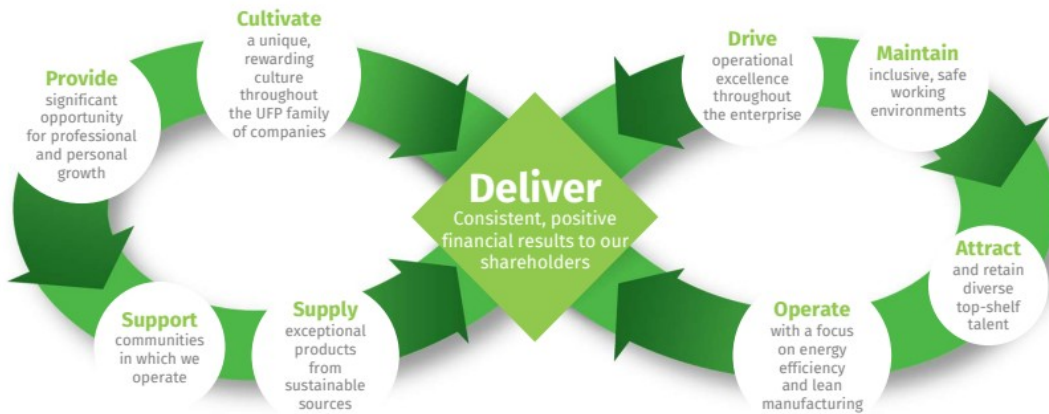 Cultivate
a unique,
rewarding
culture
throughout
the UFP family
of companies
Provide
significant
opportunity
for professional
and personal
growth
Support
communities
in which we
operate
Supply
exceptional
products
from
sustainable
sources
Deliver
Consistent, positive
financial results to our
shareholders
Drive
operational
excellence
throughout
the enterprise
Maintain
inclusive, safe
working
environments
Attract
and retain
diverse
top-shelf
talent
Operate
with a focus
on energy
efficiency
and lean
manufacturing